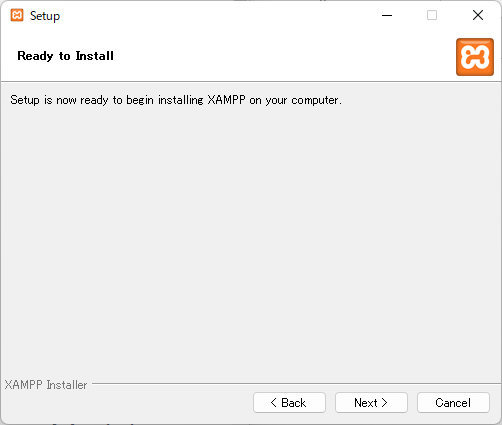 Setup
Ready to Install
Setup is now ready to begin installing XAMPP on your computer.
XAMPP Installer
< Back
Next >
Cancel